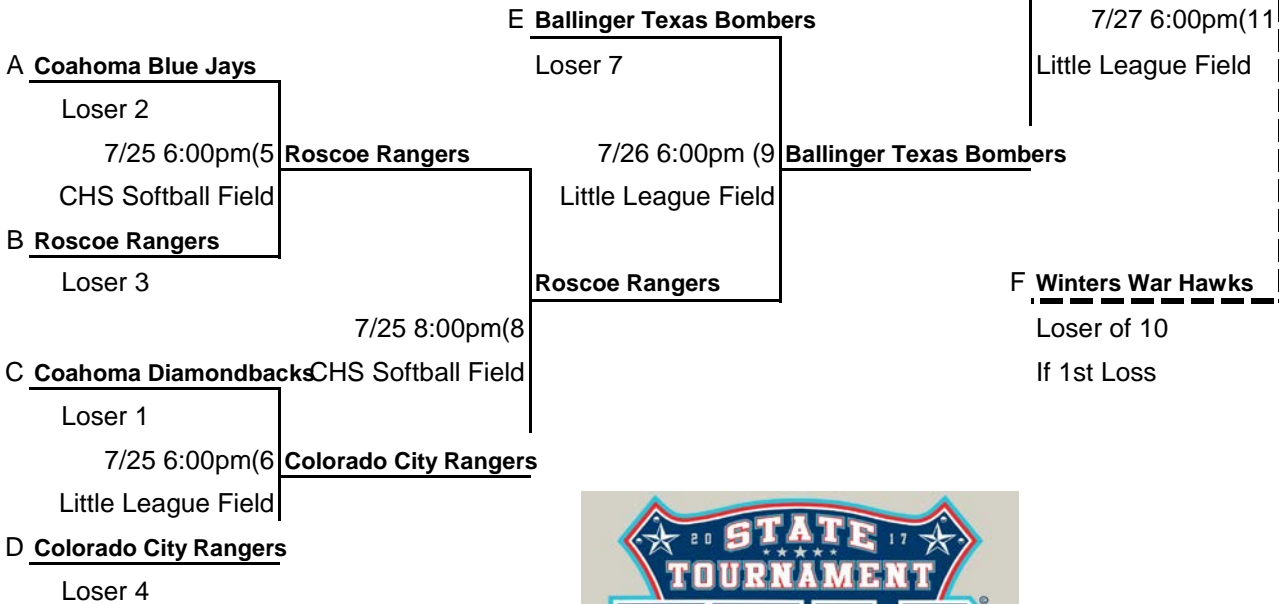 E Ballinger Texas Bombers
7/27 6:00pm(11
A Coahoma Blue Jays
Loser 7
Little League Field
Loser 2
7/25 6:00pm(5
Roscoe Rangers
7/26 6:00pm (9
Ballinger Texas Bombers
CHS Softball Field
Little League Field
B Roscoe Rangers
Loser 3
Roscoe Rangers
F Winters War Hawks
7/25 8:00pm(8
Loser of 10
C Coahoma Diamondbacks
CHS Softball Field
If 1st Loss
Loser 1
7/25 6:00pm(6
Colorado City Rangers
Little League Field
D Colorado City Rangers
Loser 4
20 STATE 17
TOURNAMENT